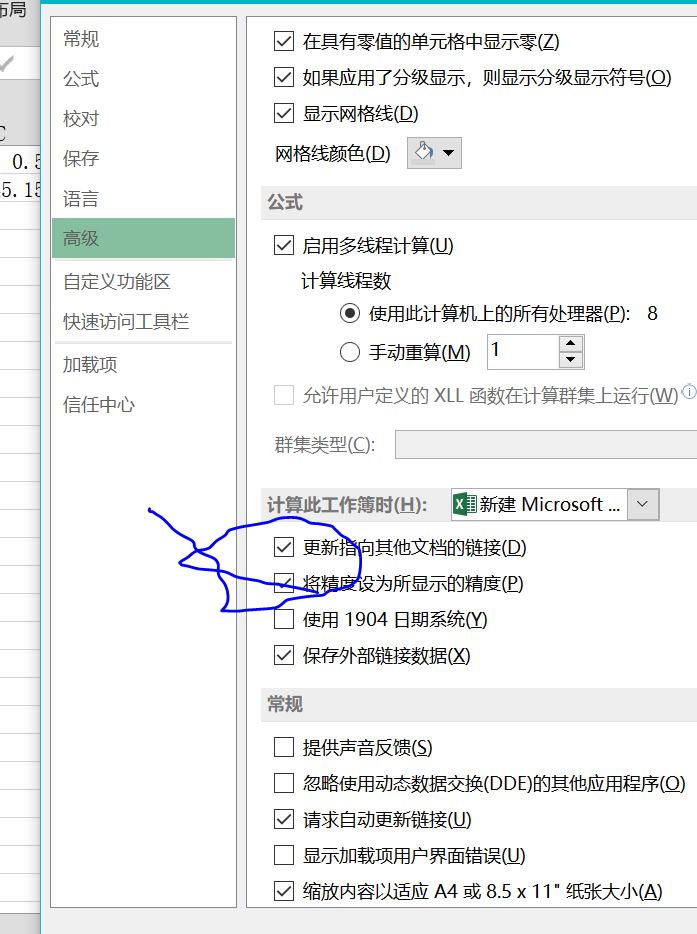 布局
C
0.5
5.15
常规
公式
校对
保存
语言
高级
自定义功能区
快速访问工具栏
加载项
信任中心
在具有零值的单元格中显示零(Z)
如果应用了分级显示，则显示分级显示符号(O)
显示网格线(D)
网格线颜色(D)
公式
启用多线程计算(U)
计算线程数
使用此计算机上的所有处理器(P): 8
手动重算(M) 1
允许用户定义的 XLL 函数在计算群集上运行(W)
群集类型(C):
计算此工作簿时(H): 新建 Microsoft ...
更新指向其他文档的链接(D)
将精度设为所显示的精度(P)
使用 1904 日期系统(Y)
保存外部链接数据(X)
常规
提供声音反馈(S)
忽略使用动态数据交换(DDE)的其他应用程序(O)
请求自动更新链接(U)
显示加载项用户界面错误(U)
缩放内容以适应 A4 或 8.5 x 11" 纸张大小(A)